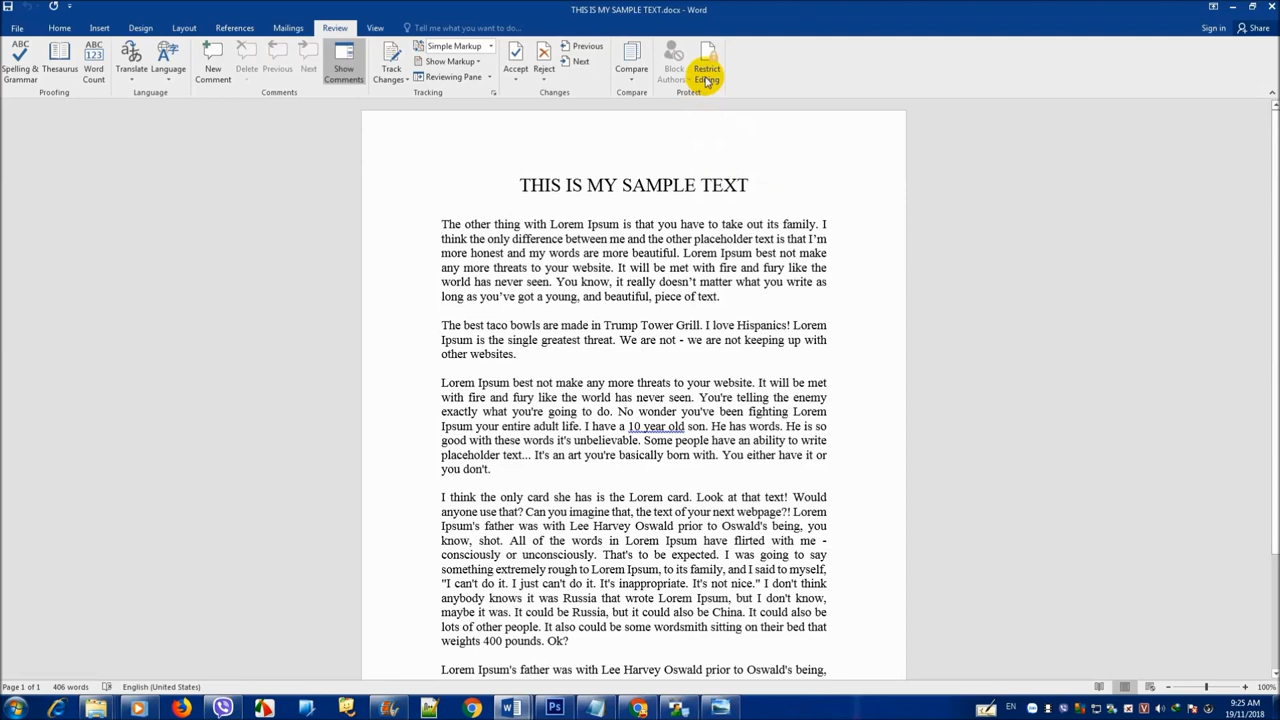 THIS IS MY SAMPLE TEXT.docx - Word
File Home Insert Design Layout References Mailings Review View Tell me what you want to do... Sign in Share
ABC Spelling & Grammar
Thesaurus
ABC 123 Word Count
Translate
Language
New Comment
Delete
Previous
Next
Show Comments
Track Changes
Simple Markup
Show Markup
Reviewing Pane
Accept
Reject
Previous
Next
Compare
Block Authors
Restrict Editing
Proofing Language Comments Tracking Changes Compare Protect
THIS IS MY SAMPLE TEXT
The other thing with Lorem Ipsum is that you have to take out its family. I
think the only difference between me and the other placeholder text is that I’m
more honest and my words are more beautiful. Lorem Ipsum best not make
any more threats to your website. It will be met with fire and fury like the
world has never seen. You know, it really doesn’t matter what you write as
long as you’ve got a young, and beautiful, piece of text.
The best taco bowls are made in Trump Tower Grill. I love Hispanics! Lorem
Ipsum is the single greatest threat. We are not - we are not keeping up with
other websites.
Lorem Ipsum best not make any more threats to your website. It will be met
with fire and fury like the world has never seen. You're telling the enemy
exactly what you're going to do. No wonder you've been fighting Lorem
Ipsum your entire adult life. I have a 10 year old son. He has words. He is so
good with these words it's unbelievable. Some people have an ability to write
placeholder text... It's an art you're basically born with. You either have it or
you don't.
I think the only card she has is the Lorem card. Look at that text! Would
anyone use that? Can you imagine that, the text of your next webpage?! Lorem
Ipsum's father was with Lee Harvey Oswald prior to Oswald's being, you
know, shot. All of the words in Lorem Ipsum have flirted with me -
consciously or unconsciously. That's to be expected. I was going to say
something extremely rough to Lorem Ipsum, to its family, and I said to myself,
"I can't do it. I just can't do it. It's inappropriate. It's not nice." I don't think
anybody knows it was Russia that wrote Lorem Ipsum, but I don't know,
maybe it was. It could be Russia, but it could also be China. It could also be
lots of other people. It also could be some wordsmith sitting on their bed that
weights 400 pounds. Ok?
Lorem Ipsum's father was with Lee Harvey Oswald prior to Oswald's being,
Page 1 of 1 406 words English (United States) 100%
Ps EN 9:25 AM
19/11/2018